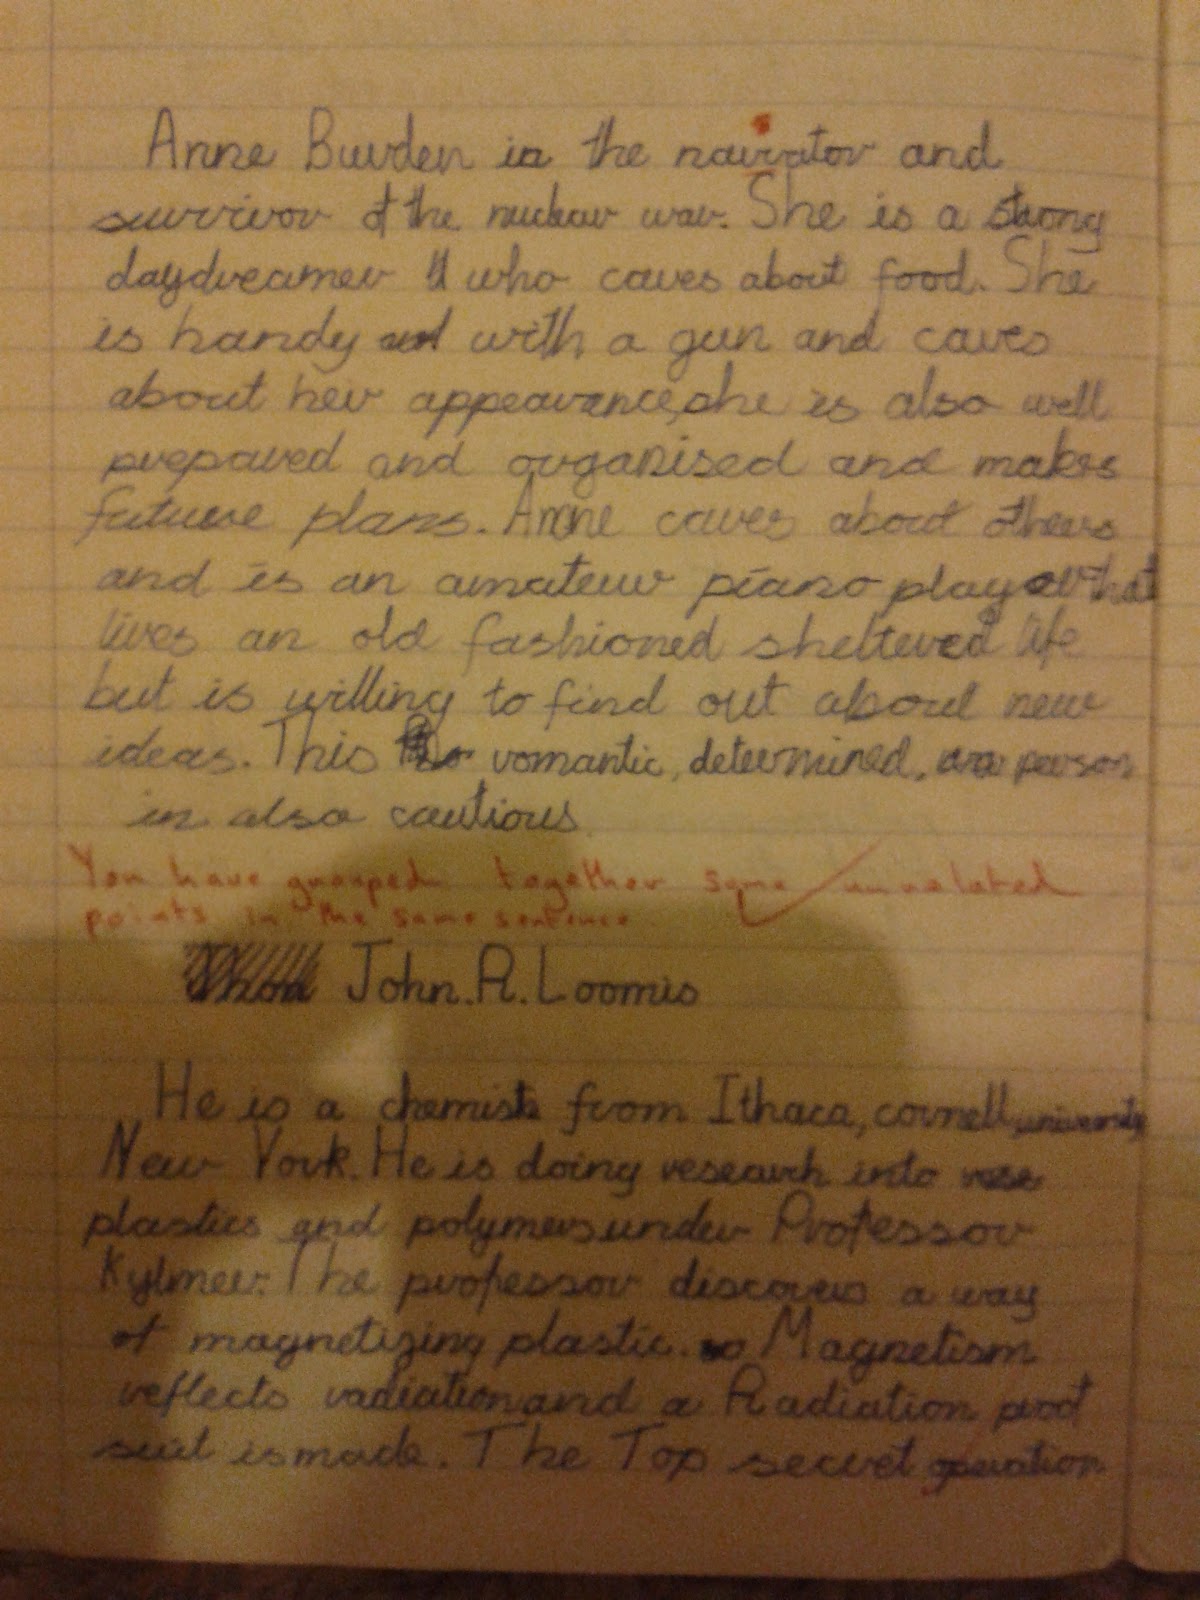 Anne Burden is the narrator and
survivor of the nuclear war. She is a strong
daydreamer who cares about food. She
is handy with a gun and cares
about her appearance, she is also well
prepared and organised and makes
future plans. Anne cares about others
and is an amateur piano player that
lives an old fashioned sheltered life
but is willing to find out about new
ideas. This romantic, determined, person
in also cautious.
You have grouped together some unrelated
points in the same sentence.
John.R.Loomis
He is a chemist from Ithaca, cornell university,
New York. He is doing research into
plastics and polymers under Professor
Kylmer. The professor discovers a way
of magnetizing plastic. Magnetism
reflects radiation and a Radiation proof
suit is made. The Top secret operation